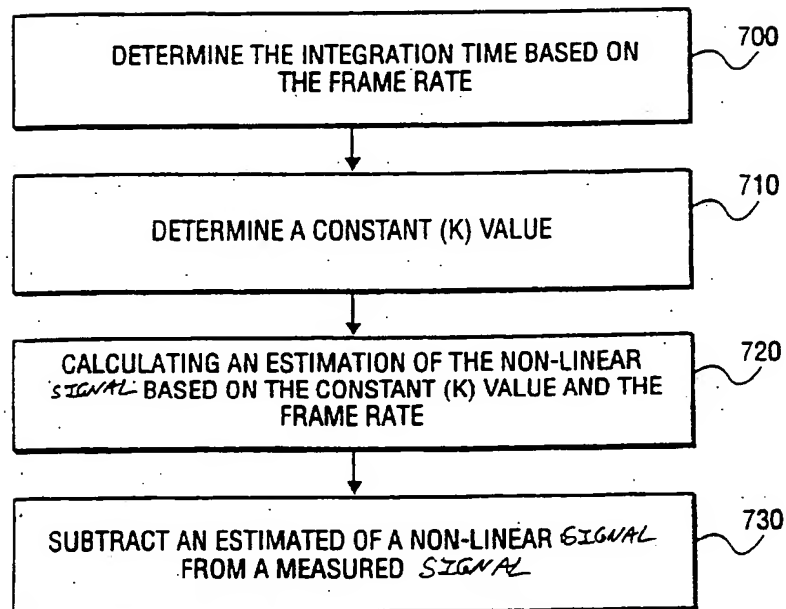 DETERMINE THE INTEGRATION TIME BASED ON
THE FRAME RATE
700
DETERMINE A CONSTANT (K) VALUE
710
CALCULATING AN ESTIMATION OF THE NON-LINEAR
SIGNAL BASED ON THE CONSTANT (K) VALUE AND THE
FRAME RATE
720
SUBTRACT AN ESTIMATED OF A NON-LINEAR SIGNAL
FROM A MEASURED SIGNAL
730